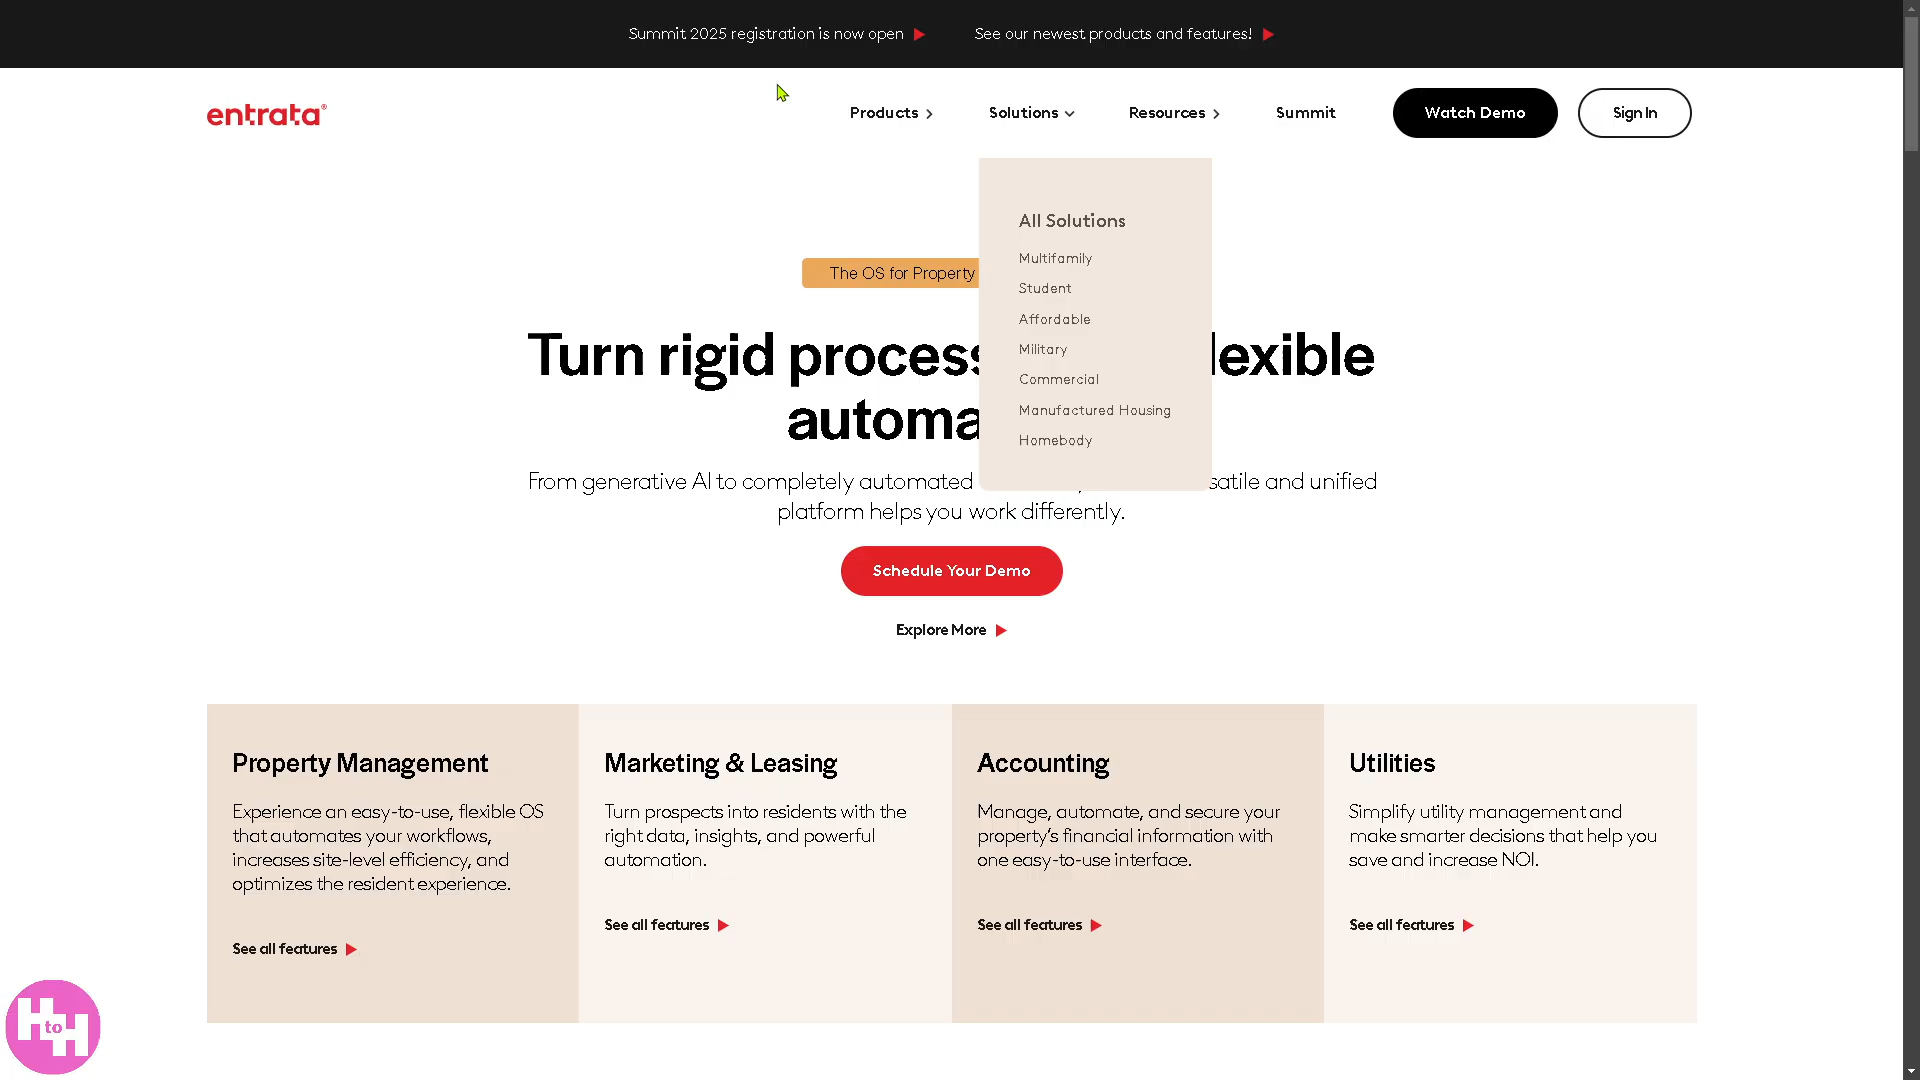 Summit 2025 registration is now open
See our newest products and features!
entrata®
Products
Solutions
Resources
Summit
Watch Demo
Sign In
All Solutions
Multifamily
Student
Affordable
Military
Commercial
Manufactured Housing
Homebody
The OS for Property
Turn rigid process lexible
automa
From generative AI to completely automated satile and unified
platform helps you work differently.
Schedule Your Demo
Explore More
Property Management
Experience an easy-to-use, flexible OS
that automates your workflows,
increases site-level efficiency, and
optimizes the resident experience.
See all features
Marketing & Leasing
Turn prospects into residents with the
right data, insights, and powerful
automation.
See all features
Accounting
Manage, automate, and secure your
property's financial information with
one easy-to-use interface.
See all features
Utilities
Simplify utility management and
make smarter decisions that help you
save and increase NOI.
See all features
H to H